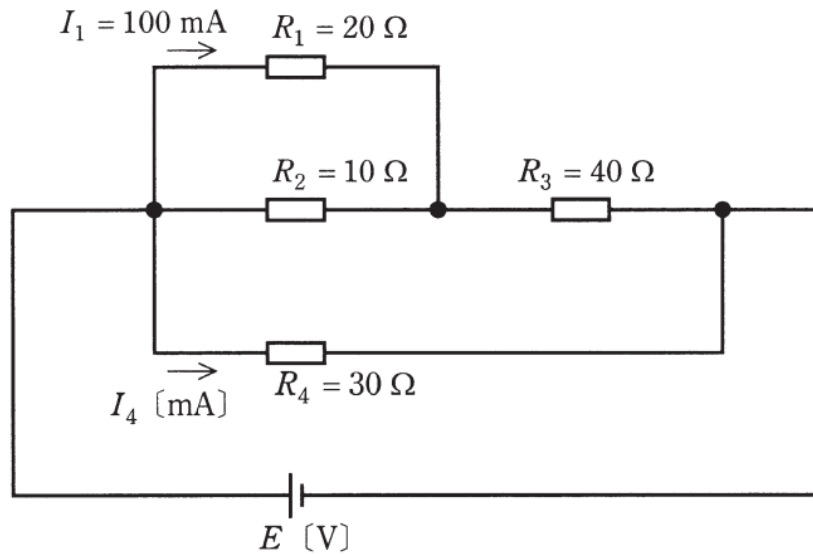 I₁ = 100 mA
R₁ = 20 Ω
R₂ = 10 Ω
R₃ = 40 Ω
I₄〔mA〕
R₄ = 30 Ω
E〔V〕